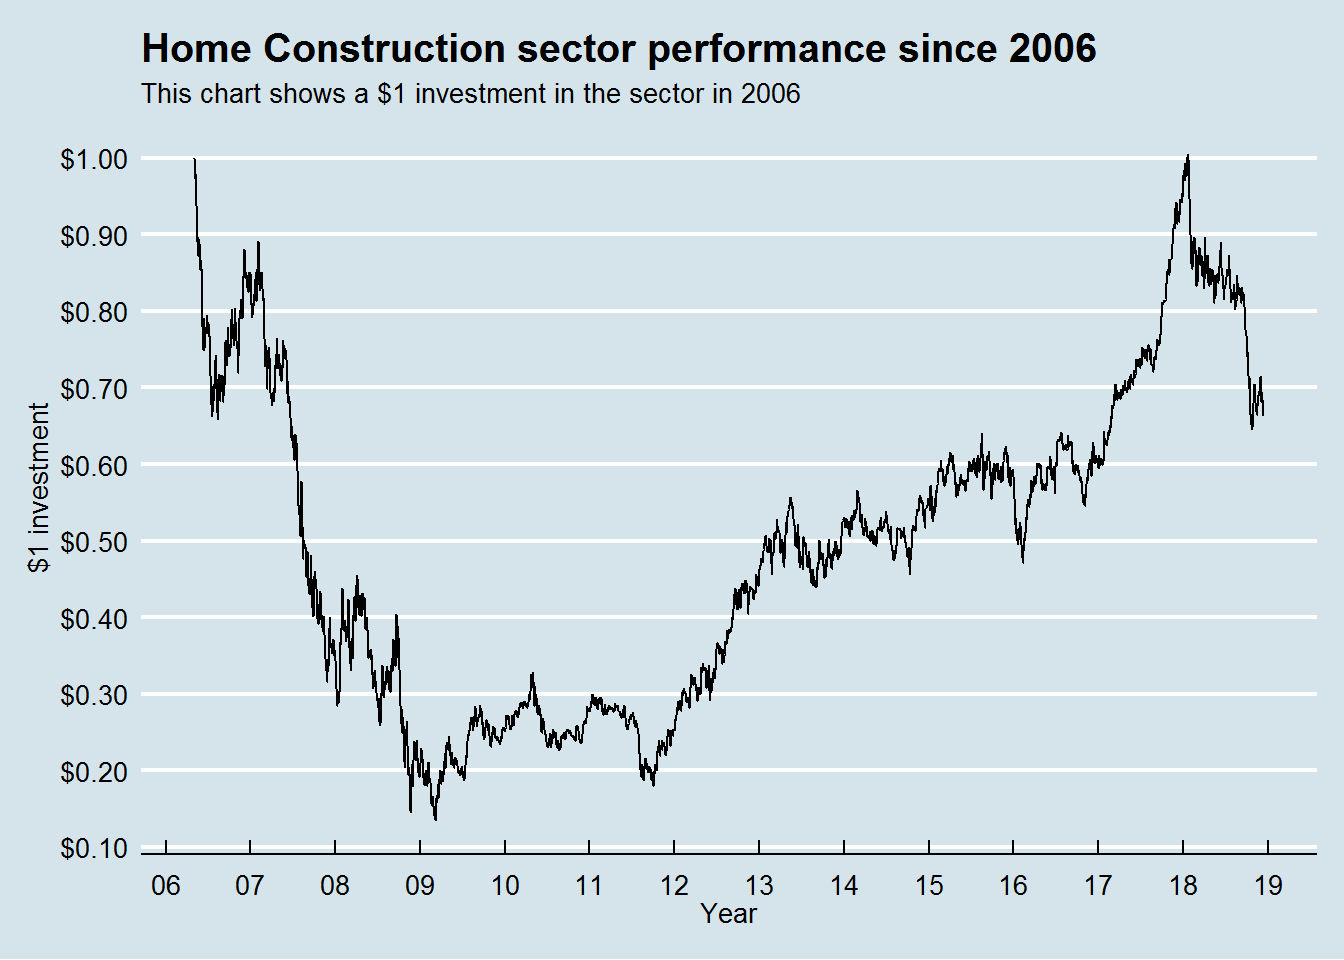 Home Construction sector performance since 2006
This chart shows a $1 investment in the sector in 2006
$1.00
$0.90
$0.80
$0.70
$0.60
$0.50
$0.40
$0.30
$0.20
$0.10
$1 investment
06 07 08 09 10 11 12 13 14 15 16 17 18 19
Year